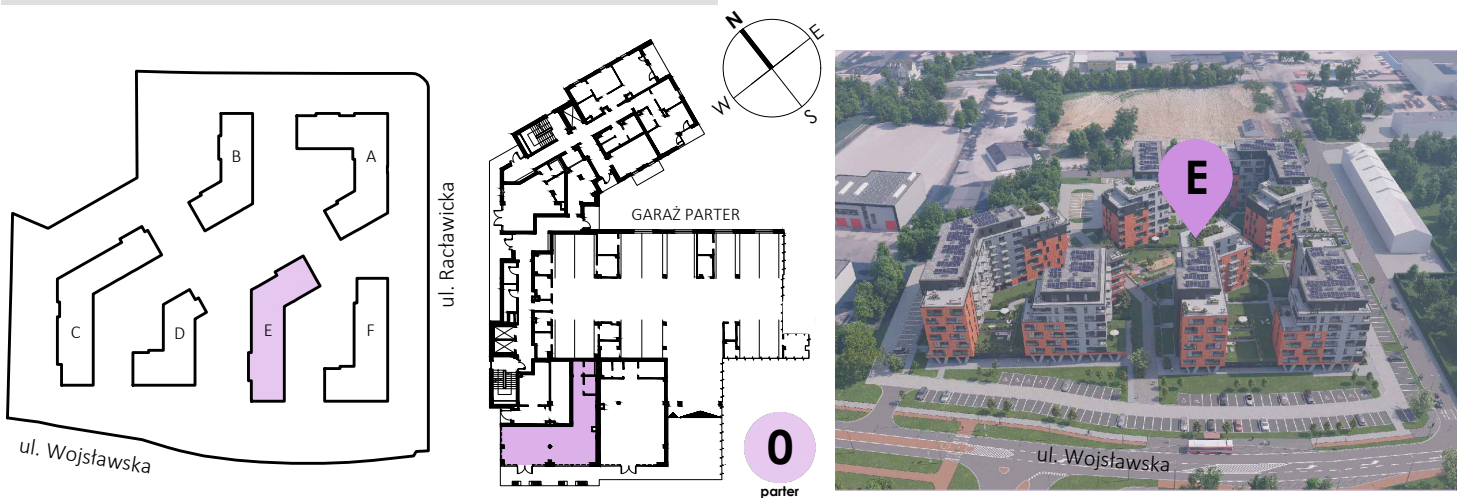 B
A
C
D
E
F
ul. Wojsławska
ul. Racławicka
GARAŻ PARTER
N
E
W
S
0
parter
E
ul. Wojsławska